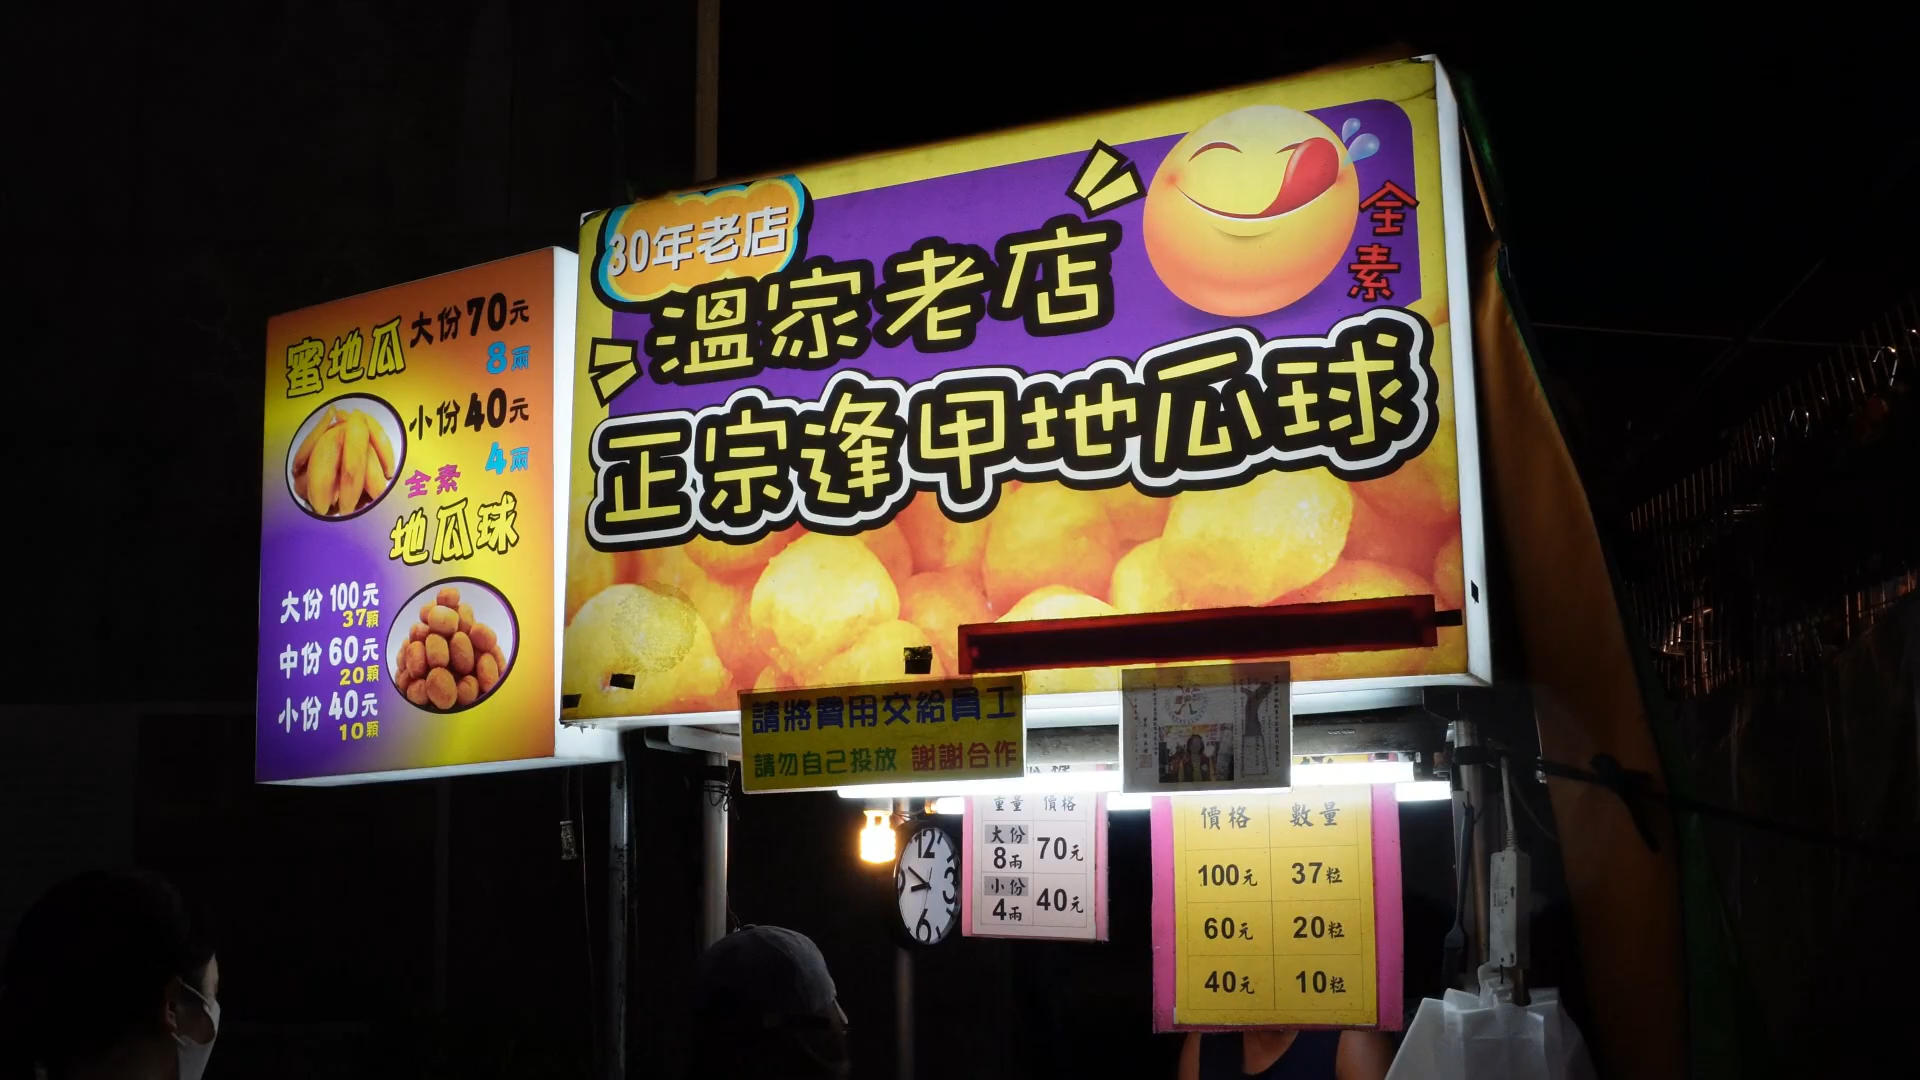 蜜地瓜
大份70元
8兩
小份40元
4兩
全素
地瓜球
大份 100元
37顆
中份 60元
20顆
小份 40元
10顆
30年老店
溫家老店
全素
正宗逢甲地瓜球
請將費用交給員工
請勿自己投放 謝謝合作
重量 價格
大份 8兩 70元
小份 4兩 40元
12
3
6
價格 數量
100元 37粒
60元 20粒
40元 10粒